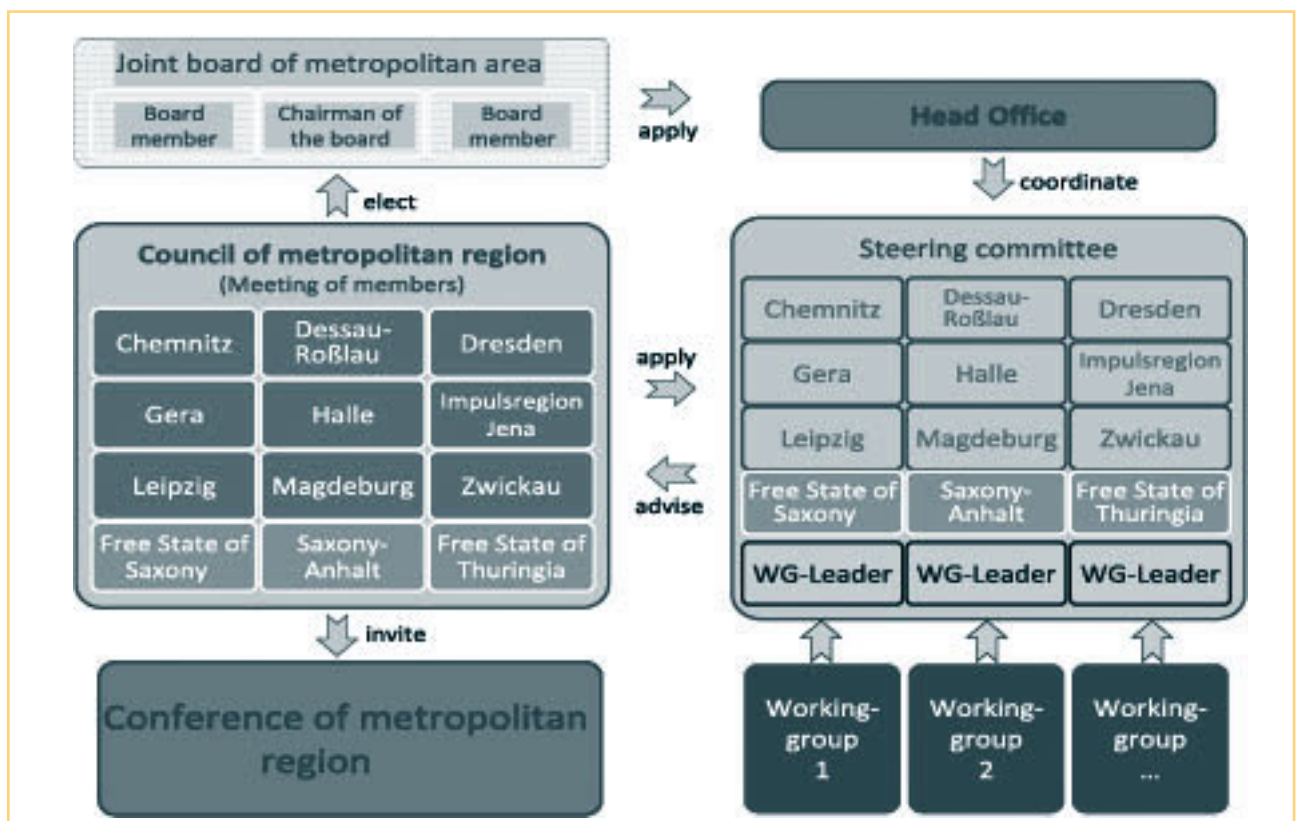 Joint board of metropolitan area
Board
member
Chairman of
the board
Board
member
apply
Head Office
elect
coordinate
Council of metropolitan region
(Meeting of members)
Chemnitz
Dessau-
Roßlau
Dresden
Gera
Halle
Impulsregion
Jena
Leipzig
Magdeburg
Zwickau
Free State of
Saxony
Saxony-
Anhalt
Free State of
Thuringia
apply
advise
Steering committee
Chemnitz
Dessau-
Roßlau
Dresden
Gera
Halle
Impulsregion
Jena
Leipzig
Magdeburg
Zwickau
Free State of
Saxony
Saxony-
Anhalt
Free State of
Thuringia
WG-Leader
WG-Leader
WG-Leader
invite
Conference of metropolitan
region
Working-
group
1
Working-
group
2
Working-
group
...